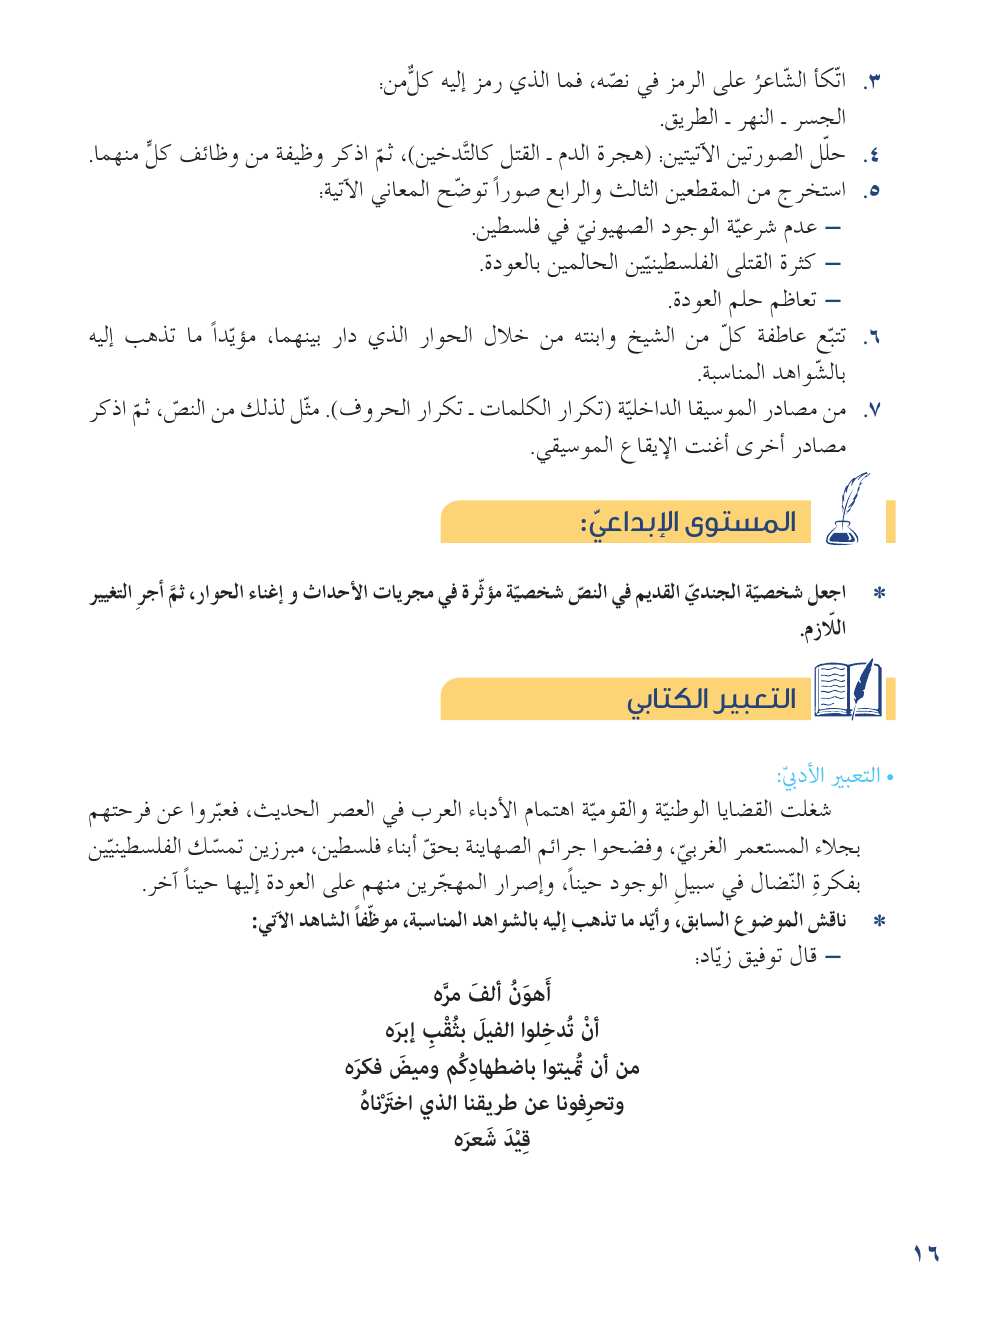 ٣. اتّكأ الشّاعرُ على الرمز في نصّه، فما الذي رمز إليه كلٌّ من:
الجسر ـ النهر ـ الطريق.
٤. حلّل الصورتين الآتيتين: (هجرة الدم ـ القتل كالتَّدخين)، ثمّ اذكر وظيفة من وظائف كلٍّ منهما.
٥. استخرج من المقطعين الثالث والرابع صوراً توضّح المعاني الآتية:
– عدم شرعيّة الوجود الصهيونيّ في فلسطين.
– كثرة القتلى الفلسطينيّين الحالمين بالعودة.
– تعاظم حلم العودة.
٦. تتبّع عاطفة كلّ من الشيخ وابنته من خلال الحوار الذي دار بينهما، مؤيّداً ما تذهب إليه
بالشّواهد المناسبة.
٧. من مصادر الموسيقا الداخليّة (تكرار الكلمات ـ تكرار الحروف). مثّل لذلك من النصّ، ثمّ اذكر
مصادر أخرى أغنت الإيقاع الموسيقي.
المستوى الإبداعيّ:
* اجعل شخصيّة الجنديّ القديم في النصّ شخصيّة مؤثّرة في مجريات الأحداث و إغناء الحوار، ثمَّ أجرِ التغيير
اللّازم.
التعبير الكتابي
• التعبير الأدبيّ:
شغلت القضايا الوطنيّة والقوميّة اهتمام الأدباء العرب في العصر الحديث، فعبّروا عن فرحتهم
بجلاء المستعمر الغربيّ، وفضحوا جرائم الصهاينة بحقّ أبناء فلسطين، مبرزين تمسّك الفلسطينيّين
بفكرةِ النّضال في سبيلِ الوجود حيناً، وإصرار المهجّرين منهم على العودة إليها حيناً آخر.
* ناقش الموضوع السابق، وأيّد ما تذهب إليه بالشواهد المناسبة، موظّفاً الشاهد الآتي:
– قال توفيق زيّاد:
أَهوَنُ ألفَ مرَّه
أنْ تُدخِلوا الفيلَ بثُقْبِ إبرَه
من أن تُميتوا باضطهادِكُم وميضَ فكرَه
وتحرِفونا عن طريقنا الذي اخترَْناهُ
قِيْدَ شَعرَه
١٦